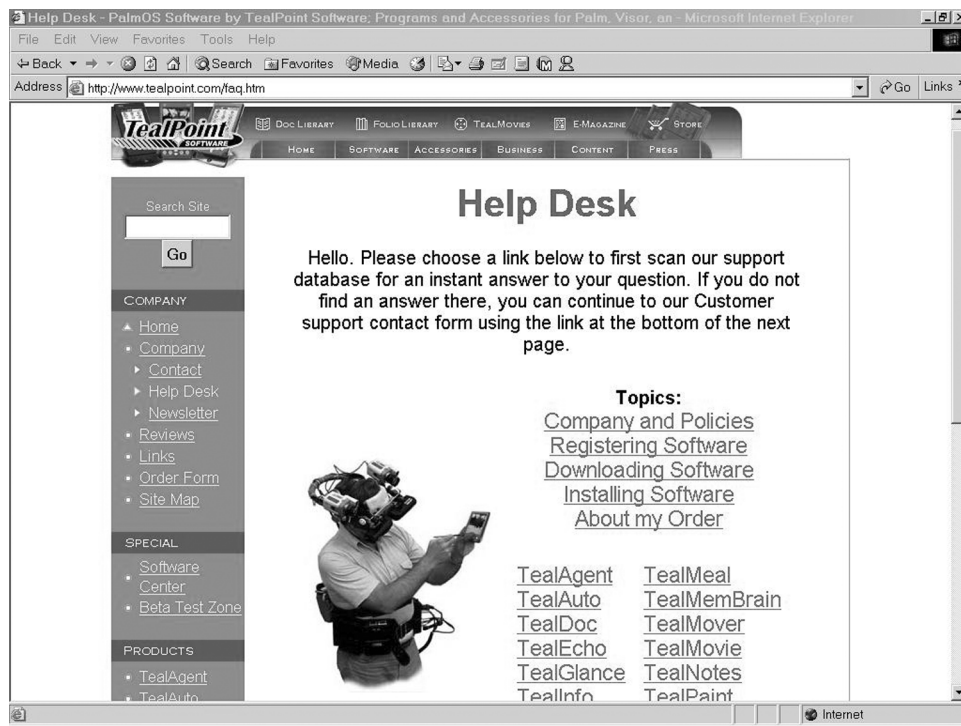 Help Desk - PalmOS Software by TealPoint Software; Programs and Accessories for Palm, Visor, an - Microsoft Internet Explorer
File Edit View Favorites Tools Help
Back Search Favorites Media
Address http://www.tealpoint.com/faq.htm Go Links
TealPoint
SOFTWARE
DOC LIBRARY FOLIO LIBRARY TEALMOVIES E-MAGAZINE STORE
HOME SOFTWARE ACCESSORIES BUSINESS CONTENT PRESS
Search Site
Go
COMPANY
Home
Company
Contact
Help Desk
Newsletter
Reviews
Links
Order Form
Site Map
SPECIAL
Software
Center
Beta Test Zone
PRODUCTS
TealAgent
TealAuto
Help Desk
Hello. Please choose a link below to first scan our support
database for an instant answer to your question. If you do not
find an answer there, you can continue to our Customer
support contact form using the link at the bottom of the next
page.
Topics:
Company and Policies
Registering Software
Downloading Software
Installing Software
About my Order
TealAgent TealMeal
TealAuto TealMemBrain
TealDoc TealMover
TealEcho TealMovie
TealGlance TealNotes
TealInfo TealPaint
Internet